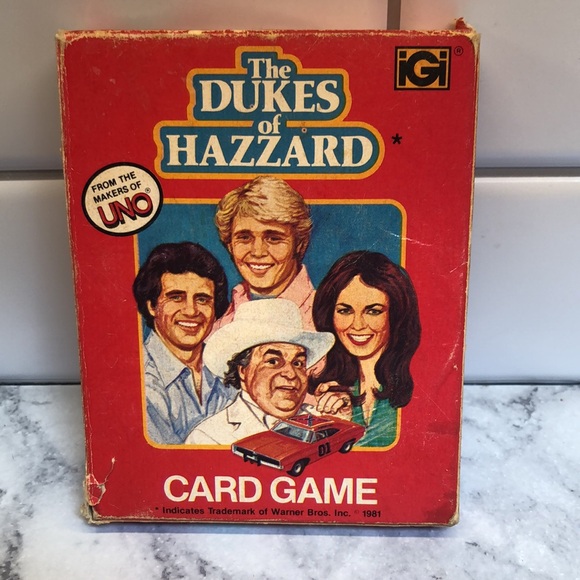 The
DUKES
of
HAZZARD *
iGi ®
FROM THE
MAKERS OF
UNO®
01
CARD GAME
* Indicates Trademark of Warner Bros. Inc. © 1981